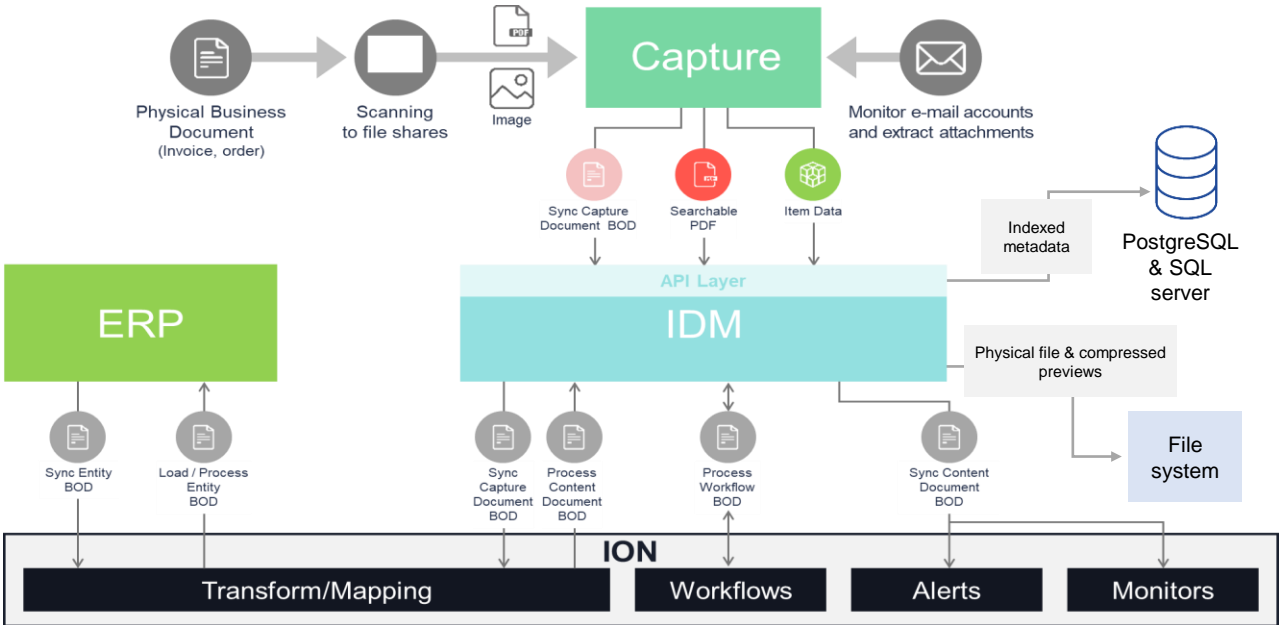 PDF
Capture
Physical Business
Document
(Invoice, order)
Scanning
to file shares
Image
Monitor e-mail accounts
and extract attachments
PDF
Sync Capture
Document BOD
Searchable
PDF
Item Data
Indexed
metadata
PostgreSQL
& SQL
server
API Layer
IDM
ERP
Physical file & compressed
previews
File
system
Sync Entity
BOD
Load / Process
Entity
BOD
Sync
Capture
Document
BOD
Process
Content
Document
BOD
Process
Workflow
BOD
Sync Content
Document
BOD
ION
Transform/Mapping
Workflows
Alerts
Monitors